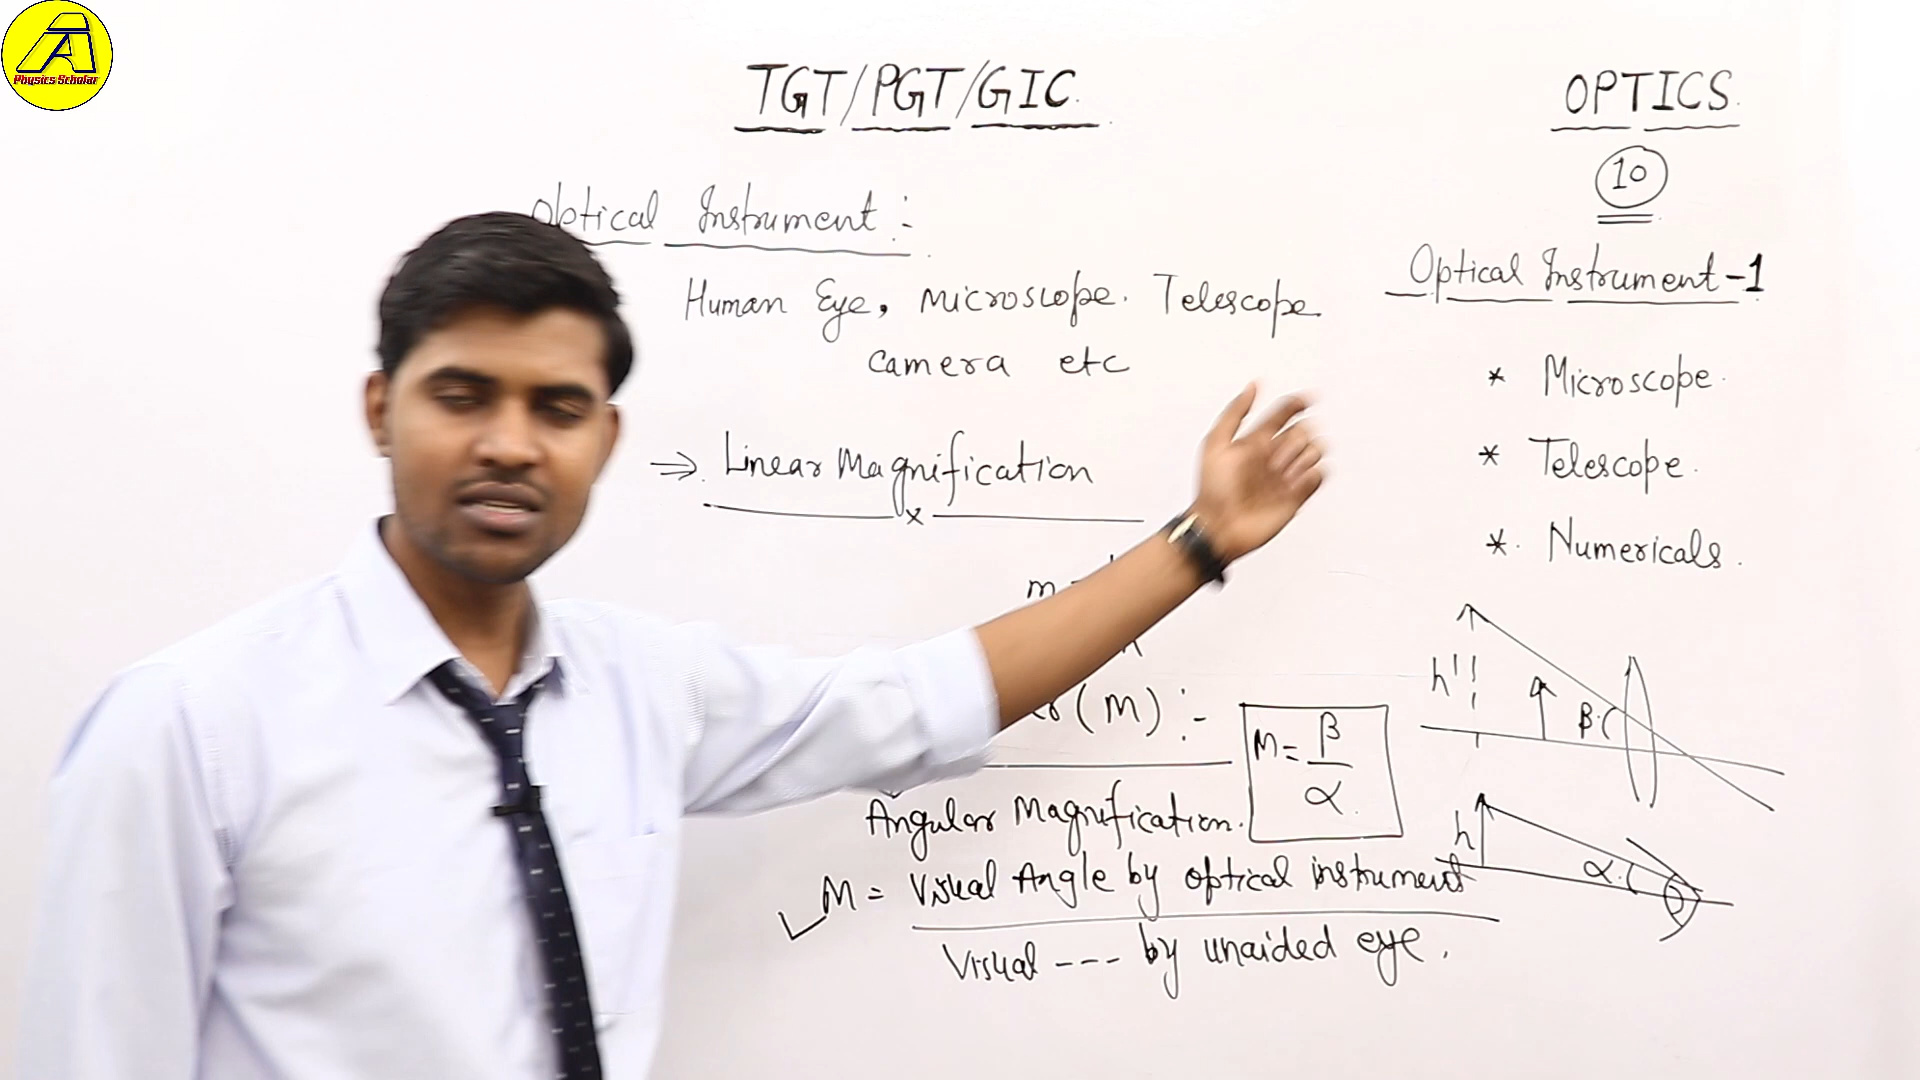 Physics Scholar
TGT/PGT/GIC.
OPTICS.
10
Optical Instrument :-
Optical Instrument-1
Human Eye, Microscope. Telescope
Camera etc
* Microscope.
* Telescope.
*. Numericals.
⇒. Linear Magnification
x
m =
(M) :-
M = β/α.
Angular Magnification.
M = Visual Angle by optical instrument
Visual --- by unaided eye.
h'
β
h
α